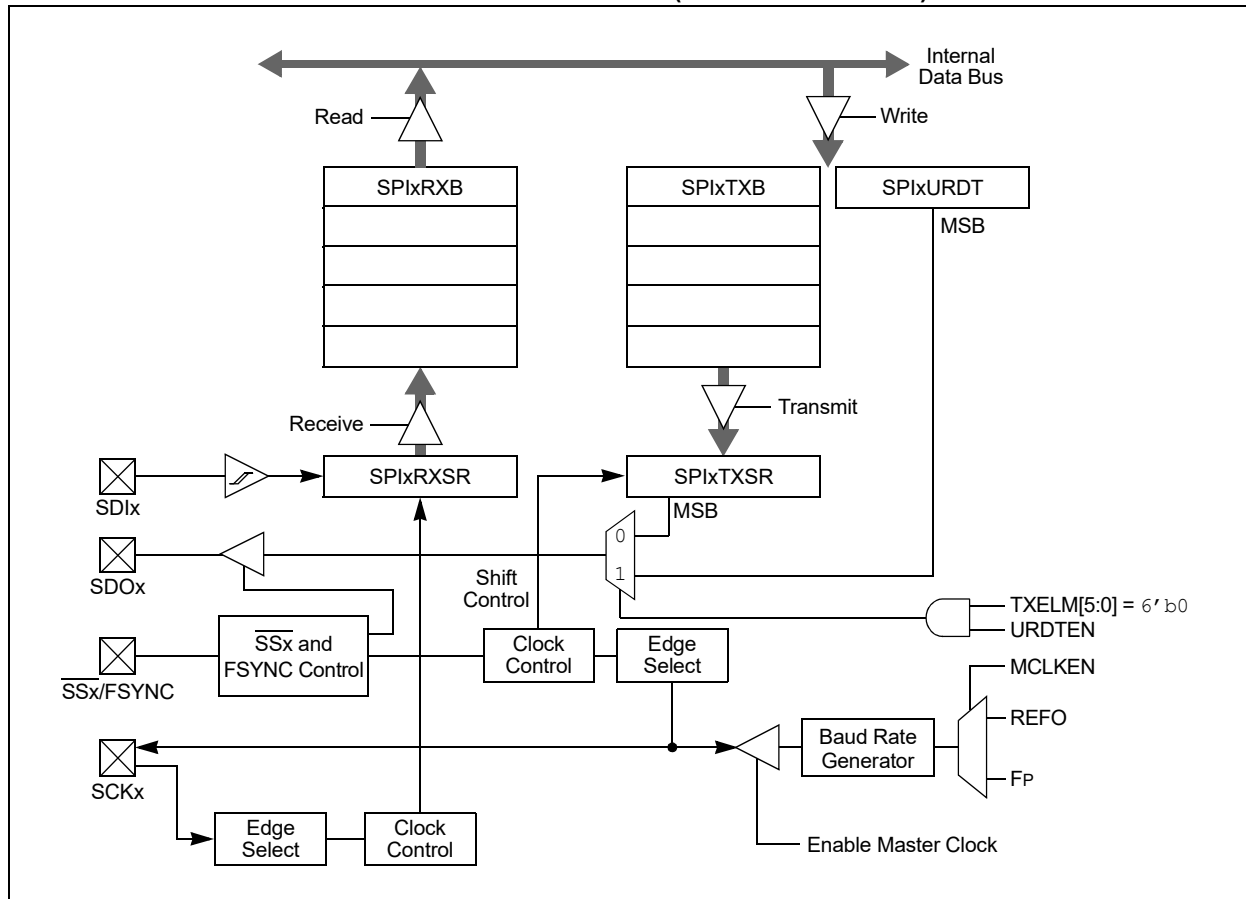 Internal
Data Bus
Read
Write
SPIxRXB
SPIxTXB
SPIxURDT
MSB
Receive
Transmit
SPIxRXSR
SPIxTXSR
SDIx
MSB
0
SDOx
1
Shift
Control
TXELM[5:0] = 6'b0
URDTEN
SSx and
FSYNC Control
Clock
Control
Edge
Select
SSx/FSYNC
MCLKEN
REFO
Baud Rate
Generator
SCKx
FP
Edge
Select
Clock
Control
Enable Master Clock